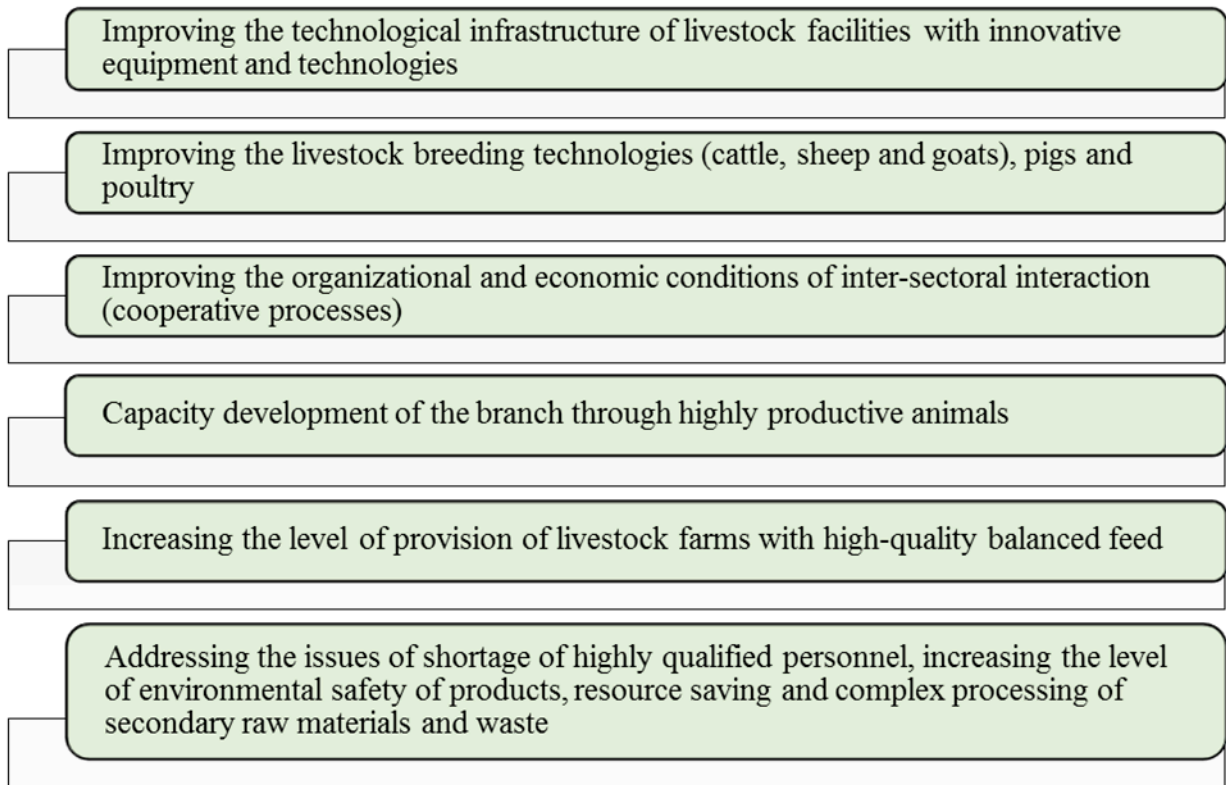 Improving the technological infrastructure of livestock facilities with innovative
equipment and technologies
Improving the livestock breeding technologies (cattle, sheep and goats), pigs and
poultry
Improving the organizational and economic conditions of inter-sectoral interaction
(cooperative processes)
Capacity development of the branch through highly productive animals
Increasing the level of provision of livestock farms with high-quality balanced feed
Addressing the issues of shortage of highly qualified personnel, increasing the level
of environmental safety of products, resource saving and complex processing of
secondary raw materials and waste